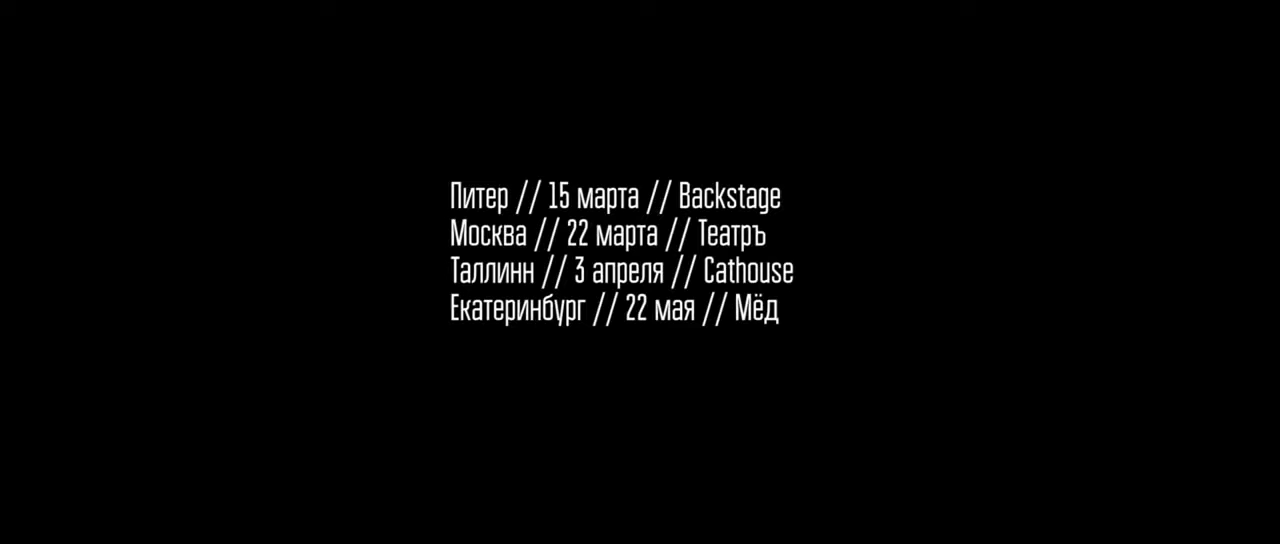 Питер // 15 марта // Backstage
Москва // 22 марта // Театръ
Таллинн // 3 апреля // Cathouse
Екатеринбург // 22 мая // Мёд